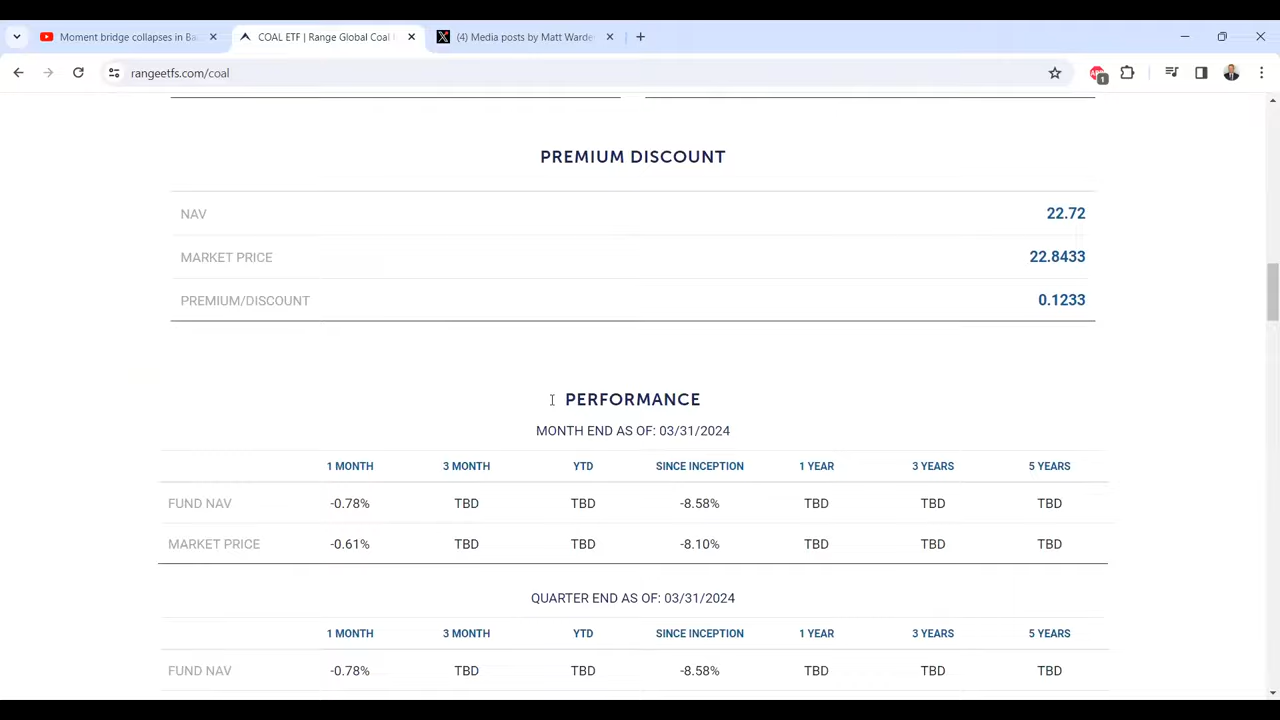 Moment bridge collapses in Ba
COAL ETF | Range Global Coal
(4) Media posts by Matt Warde
rangeetfs.com/coal
1
PREMIUM DISCOUNT
NAV 22.72
MARKET PRICE 22.8433
PREMIUM/DISCOUNT 0.1233
PERFORMANCE
MONTH END AS OF: 03/31/2024
1 MONTH 3 MONTH YTD SINCE INCEPTION 1 YEAR 3 YEARS 5 YEARS
FUND NAV -0.78% TBD TBD -8.58% TBD TBD TBD
MARKET PRICE -0.61% TBD TBD -8.10% TBD TBD TBD
QUARTER END AS OF: 03/31/2024
1 MONTH 3 MONTH YTD SINCE INCEPTION 1 YEAR 3 YEARS 5 YEARS
FUND NAV -0.78% TBD TBD -8.58% TBD TBD TBD